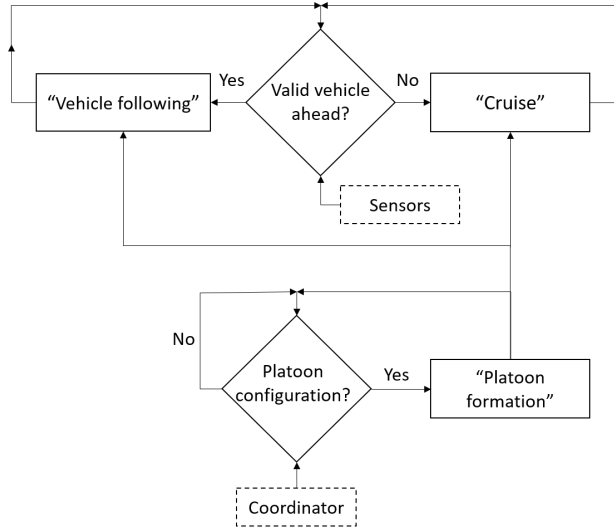 Yes
Valid vehicle
ahead?
No
“Vehicle following”
“Cruise”
Sensors
No
Platoon
configuration?
Yes
“Platoon
formation”
Coordinator